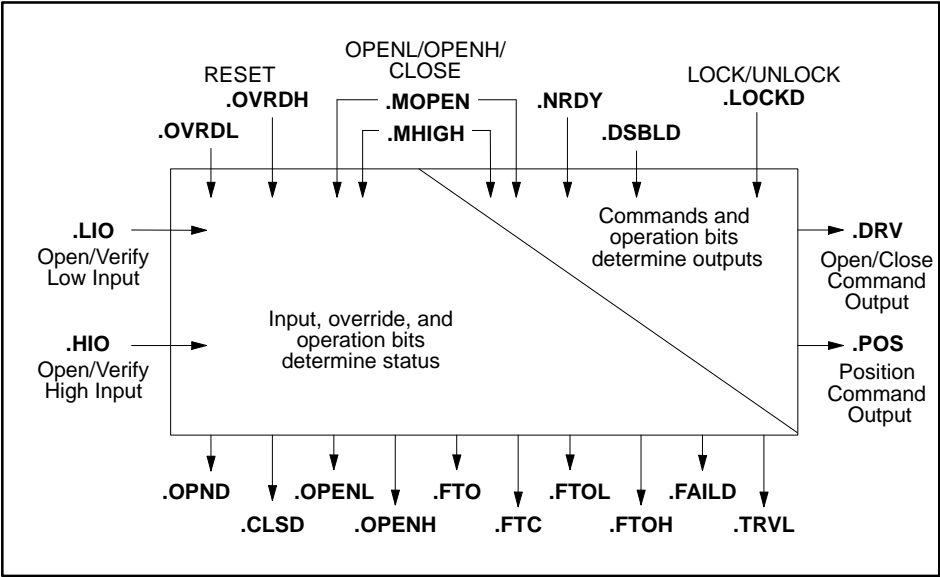 OPENL/OPENH/
CLOSE
RESET
LOCK/UNLOCK
.OVRDH
.MOPEN
.NRDY
.LOCKD
.OVRDL
.MHIGH
.DSBLD
Commands and
operation bits
determine outputs
.LIO
Open/Verify
Low Input
.DRV
Open/Close
Command
Output
Input, override, and
operation bits
determine status
.HIO
Open/Verify
High Input
.POS
Position
Command
Output
.OPND
.OPENL
.FTO
.FTOL
.FAILD
.CLSD
.OPENH
.FTC
.FTOH
.TRVL